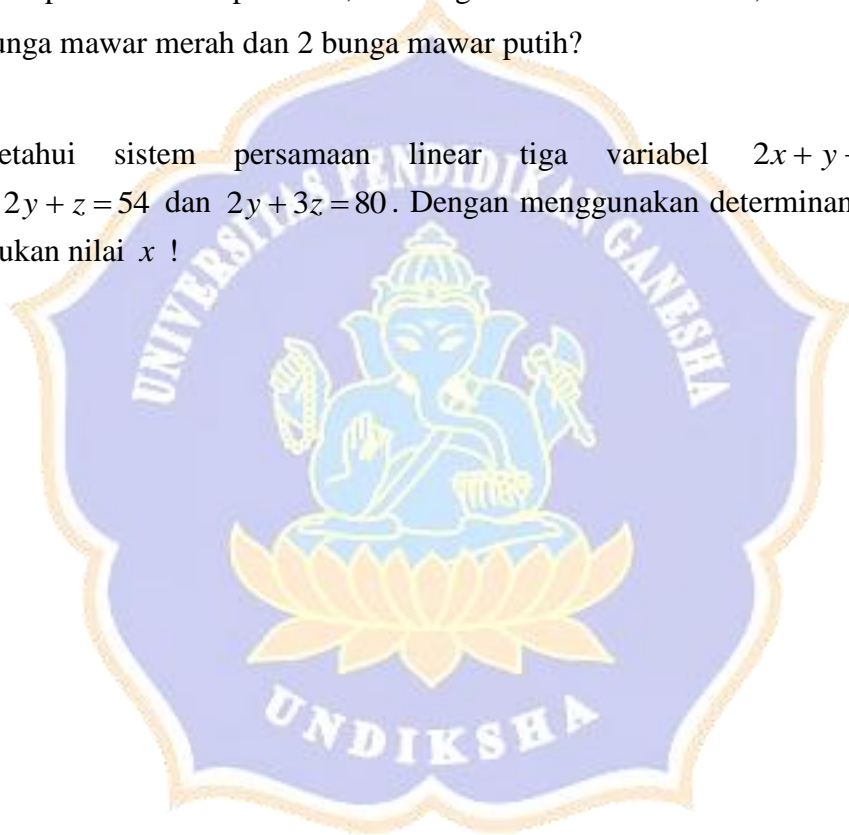 unga mawar merah dan 2 bunga mawar putih?
etahui sistem persamaan linear tiga variabel 2x + y
2y + z = 54 dan 2y + 3z = 80. Dengan menggunakan determinan
ukan nilai x !
UNIVERSITAS PENDIDIKAN GANESHA
UNDIKSHA